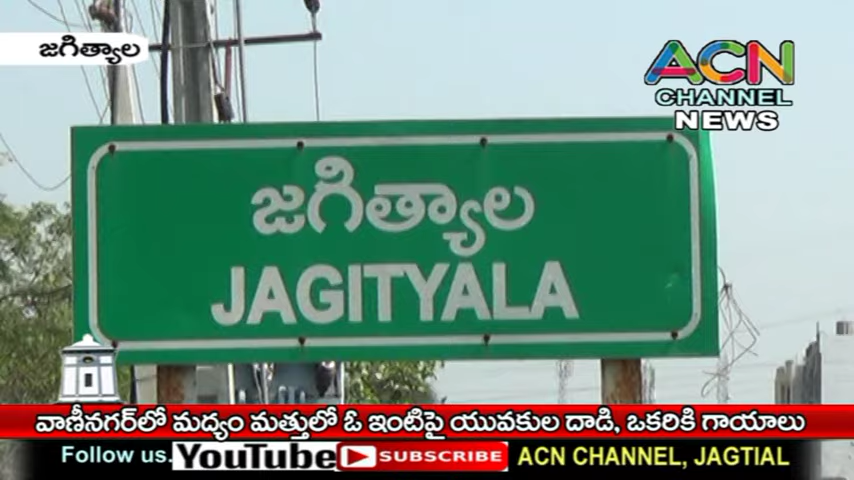 జగిత్యాల
ACN
CHANNEL
NEWS
జగిత్యాల
JAGITYALA
వాణీనగర్‌లో మద్యం మత్తులో ఓ ఇంటిపై యువకుల దాడి, ఒకరికి గాయాలు
Follow us. YouTube SUBSCRIBE ACN CHANNEL, JAGTIAL